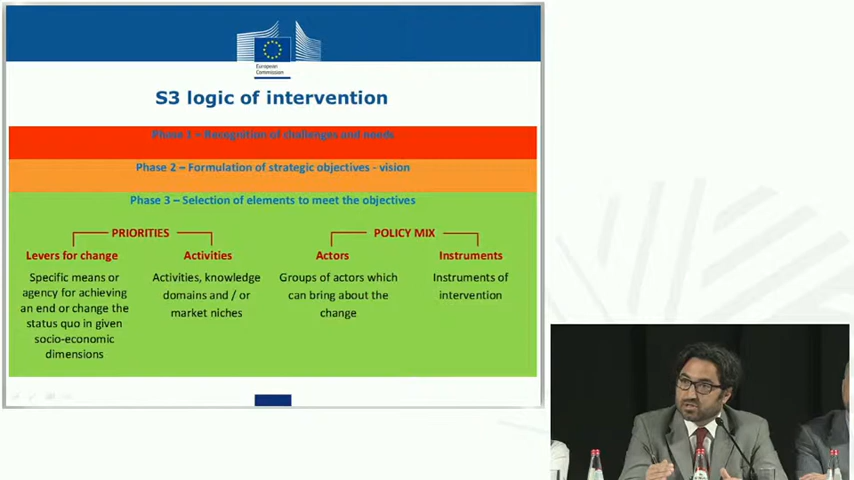 European
Commission
S3 logic of intervention
Phase 1 – Recognition of challenges and needs
Phase 2 – Formulation of strategic objectives - vision
Phase 3 – Selection of elements to meet the objectives
PRIORITIES
POLICY MIX
Levers for change
Activities
Actors
Instruments
Specific means or
agency for achieving
an end or change the
status quo in given
socio-economic
dimensions
Activities, knowledge
domains and / or
market niches
Groups of actors which
can bring about the
change
Instruments of
intervention